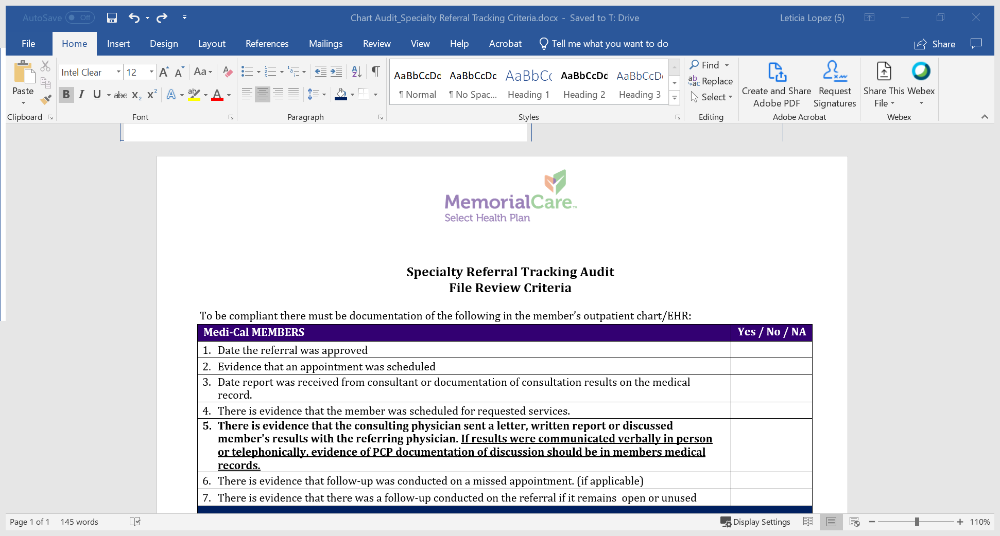 AutoSave Off
Chart Audit_Specialty Referral Tracking Criteria.docx - Saved to T: Drive
Leticia Lopez (5)
File Home Insert Design Layout References Mailings Review View Help Acrobat Tell me what you want to do Share
Paste
Clipboard
Intel Clear 12
Font
Paragraph
AaBbCcDc AaBbCcDc AaBbCc AaBbCcDc AaBbCcDc
¶ Normal ¶ No Spac... Heading 1 Heading 2 Heading 3
Styles
Find
Replace
Select
Editing
Create and Share
Adobe PDF
Request
Signatures
Adobe Acrobat
Share This
File
Webex
Webex
MemorialCare™
Select Health Plan
Specialty Referral Tracking Audit
File Review Criteria
To be compliant there must be documentation of the following in the member’s outpatient chart/EHR:
Medi-Cal MEMBERS Yes / No / NA
1. Date the referral was approved
2. Evidence that an appointment was scheduled
3. Date report was received from consultant or documentation of consultation results on the medical
record.
4. There is evidence that the member was scheduled for requested services.
5. There is evidence that the consulting physician sent a letter, written report or discussed
member's results with the referring physician. If results were communicated verbally in person
or telephonically, evidence of PCP documentation of discussion should be in members medical
records.
6. There is evidence that follow-up was conducted on a missed appointment. (if applicable)
7. There is evidence that there was a follow-up conducted on the referral if it remains open or unused
Page 1 of 1 145 words Display Settings 110%